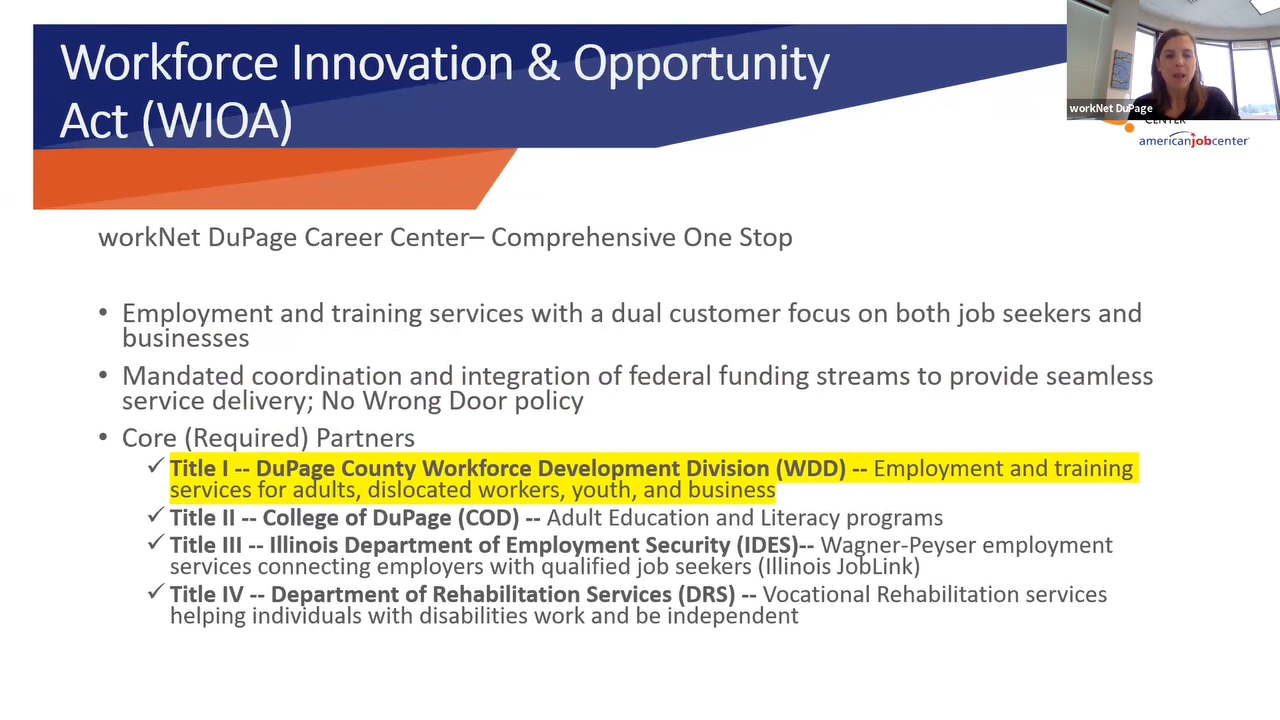 Workforce Innovation & Opportunity
Act (WIOA)
workNet DuPage
CENTER
americanjobcenter
workNet DuPage Career Center– Comprehensive One Stop
• Employment and training services with a dual customer focus on both job seekers and
businesses
• Mandated coordination and integration of federal funding streams to provide seamless
service delivery; No Wrong Door policy
• Core (Required) Partners
✓ Title I -- DuPage County Workforce Development Division (WDD) -- Employment and training
services for adults, dislocated workers, youth, and business
✓ Title II -- College of DuPage (COD) -- Adult Education and Literacy programs
✓ Title III -- Illinois Department of Employment Security (IDES)-- Wagner-Peyser employment
services connecting employers with qualified job seekers (Illinois JobLink)
✓ Title IV -- Department of Rehabilitation Services (DRS) -- Vocational Rehabilitation services
helping individuals with disabilities work and be independent